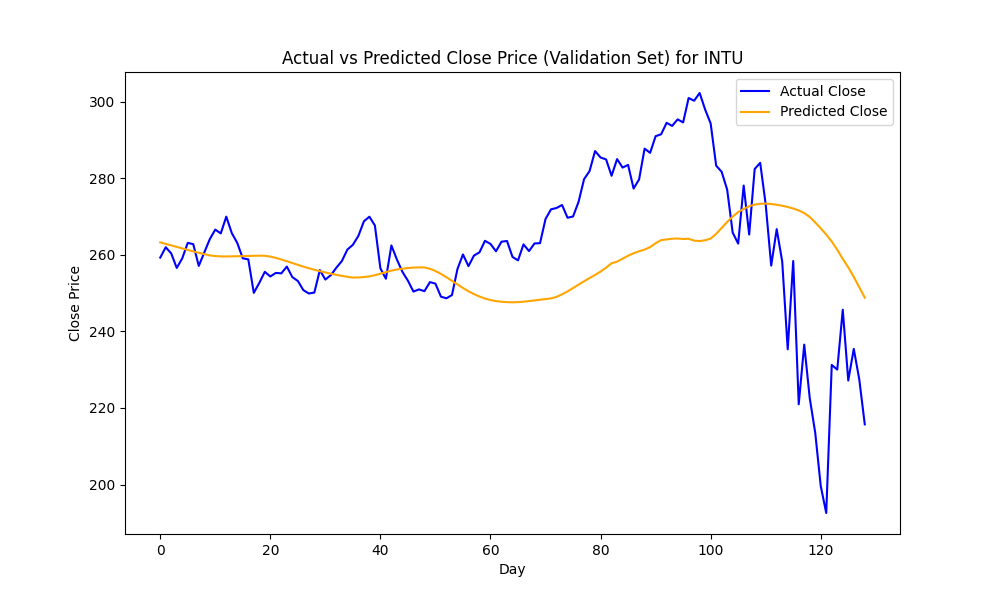 Actual vs Predicted Close Price (Validation Set) for INTU
Actual Close
Predicted Close
300
280
260
240
220
200
Close Price
0 20 40 60 80 100 120
Day